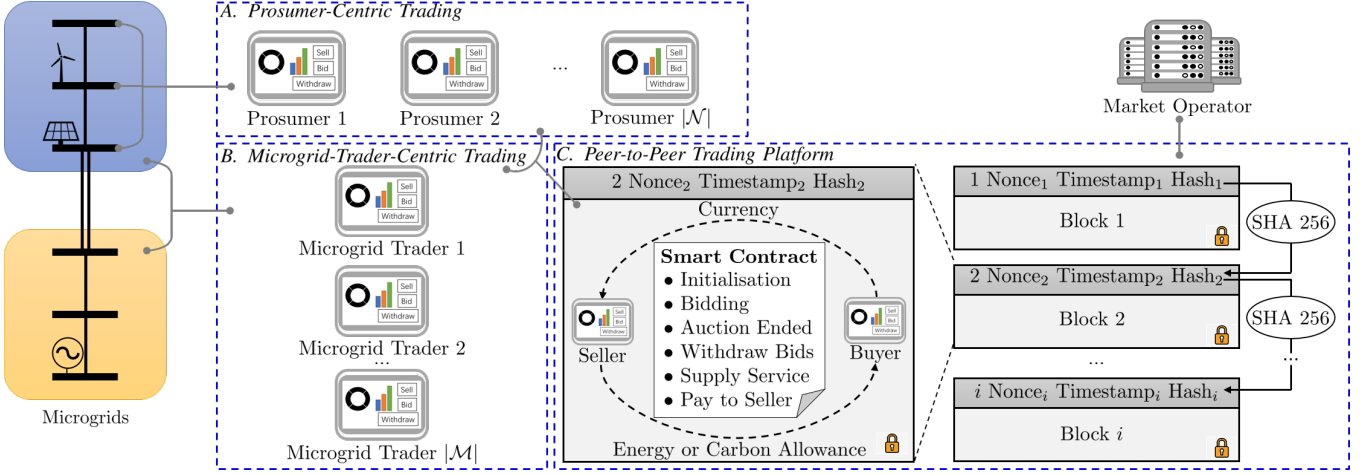 A. Prosumer-Centric Trading
Sell
Bid
Withdraw
Sell
Bid
Withdraw
...
Sell
Bid
Withdraw
Prosumer 1
Prosumer 2
Prosumer |𝒩|
Market Operator
Microgrids
B. Microgrid-Trader-Centric Trading
Sell
Bid
Withdraw
Microgrid Trader 1
Sell
Bid
Withdraw
Microgrid Trader 2
...
Sell
Bid
Withdraw
Microgrid Trader |ℳ|
C. Peer-to-Peer Trading Platform
2 Nonce₂ Timestamp₂ Hash₂
Currency
Smart Contract
● Initialisation
● Bidding
● Auction Ended
● Withdraw Bids
● Supply Service
● Pay to Seller
Sell
Bid
Withdraw
Seller
Sell
Bid
Withdraw
Buyer
Energy or Carbon Allowance
1 Nonce₁ Timestamp₁ Hash₁
Block 1
SHA 256
2 Nonce₂ Timestamp₂ Hash₂
Block 2
SHA 256
...
...
i Nonceᵢ Timestampᵢ Hashᵢ
Block i